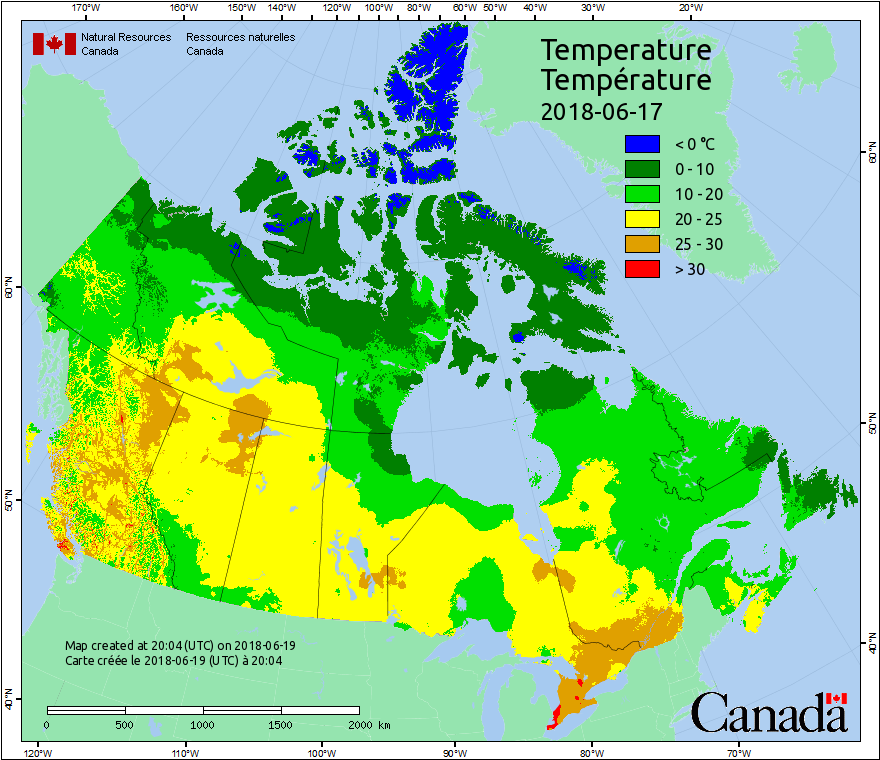 170°W 160°W 150°W 140°W 130°W 120°W 110°W 100°W 80°W 60°W 50°W 40°W 30°W 20°W
Natural Resources Ressources naturelles
Canada Canada
Temperature
Température
2018-06-17
< 0 °C
0 - 10
10 - 20
20 - 25
25 - 30
> 30
60°N
60°N
50°N
50°N
40°N
40°N
Map created at 20:04 (UTC) on 2018-06-19
Carte créée le 2018-06-19 (UTC) à 20:04
0 500 1000 1500 2000 km
Canada
120°W 110°W 100°W 90°W 80°W 70°W